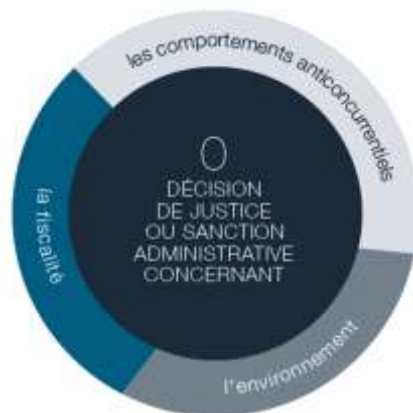 0
DÉCISION
DE JUSTICE
OU SANCTION
ADMINISTRATIVE
CONCERNANT
les comportements anticoncurrentiels
l'environnement
la fiscalité